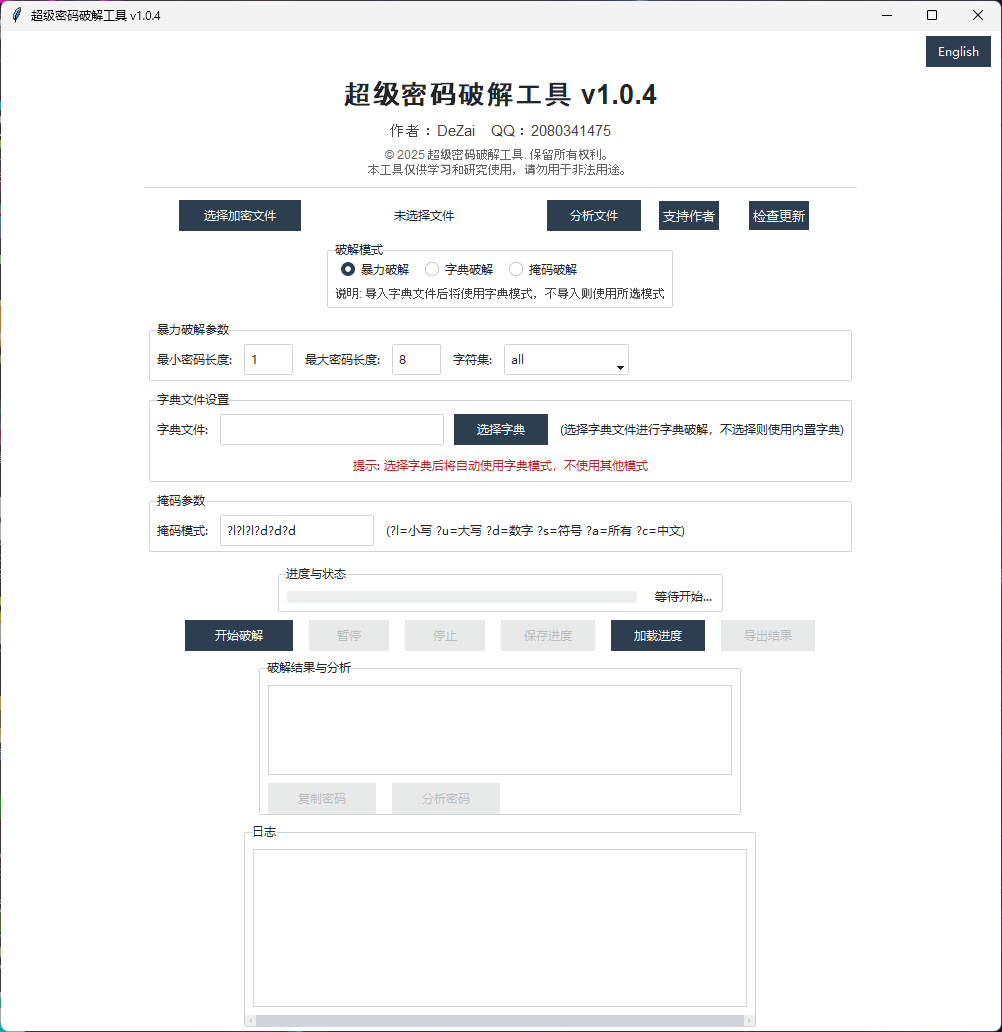 超级密码破解工具 v1.0.4
English
超级密码破解工具 v1.0.4
作者：DeZai QQ：2080341475
© 2025 超级密码破解工具. 保留所有权利。
本工具仅供学习和研究使用，请勿用于非法用途。
选择加密文件 未选择文件 分析文件 支持作者 检查更新
破解模式
暴力破解 字典破解 掩码破解
说明: 导入字典文件后将使用字典模式，不导入则使用所选模式
暴力破解参数
最小密码长度: 1 最大密码长度: 8 字符集: all
字典文件设置
字典文件: 选择字典 (选择字典文件进行字典破解，不选择则使用内置字典)
提示: 选择字典后将自动使用字典模式，不使用其他模式
掩码参数
掩码模式: ?l?l?l?d?d?d (?l=小写 ?u=大写 ?d=数字 ?s=符号 ?a=所有 ?c=中文)
进度与状态
等待开始...
开始破解 暂停 停止 保存进度 加载进度 导出结果
破解结果与分析
复制密码 分析密码
日志